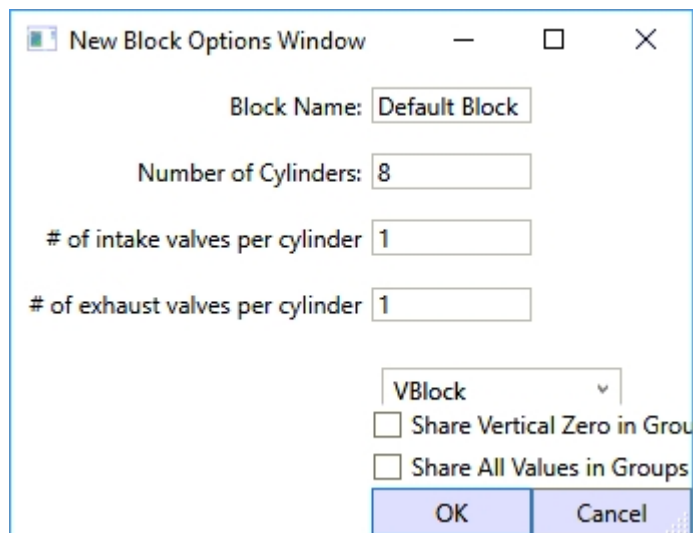 New Block Options Window
Block Name: Default Block
Number of Cylinders: 8
# of intake valves per cylinder 1
# of exhaust valves per cylinder 1
VBlock
Share Vertical Zero in Grou
Share All Values in Groups
OK Cancel